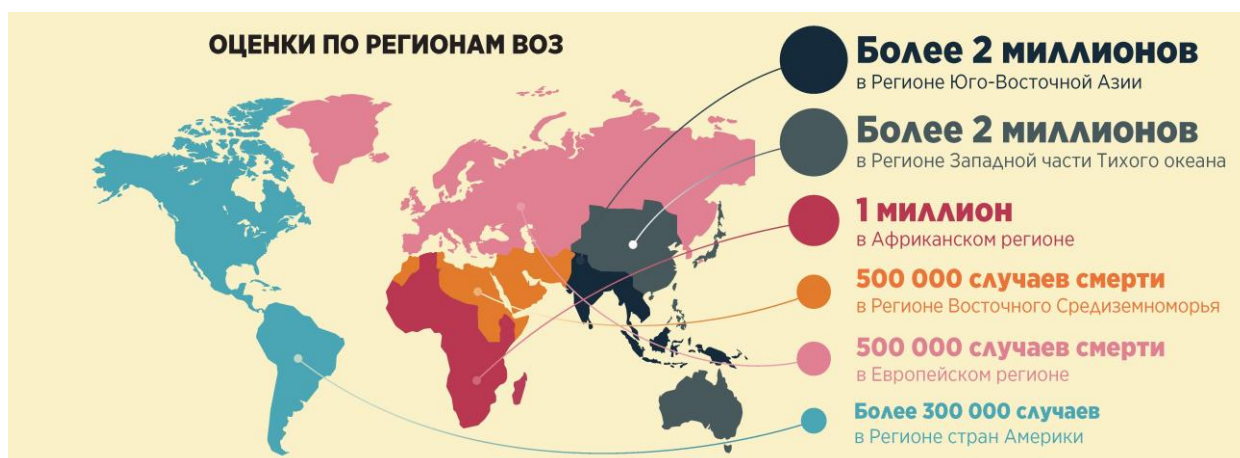 ОЦЕНКИ ПО РЕГИОНАМ ВОЗ
Более 2 миллионов
в Регионе Юго-Восточной Азии
Более 2 миллионов
в Регионе Западной части Тихого океана
1 миллион
в Африканском регионе
500 000 случаев смерти
в Регионе Восточного Средиземноморья
500 000 случаев смерти
в Европейском регионе
Более 300 000 случаев
в Регионе стран Америки